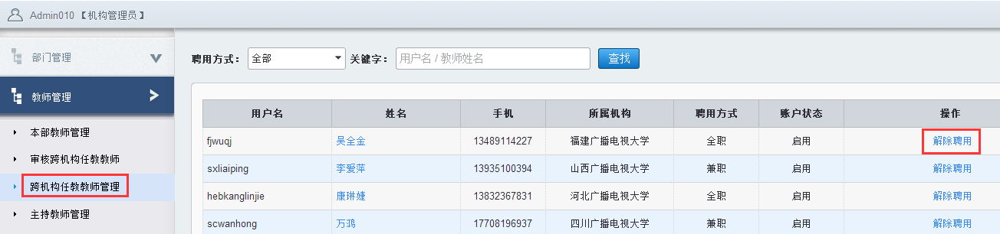 Admin010 【机构管理员】
部门管理
聘用方式： 全部 关键字： 用户名 / 教师姓名 查找
教师管理
用户名 姓名 手机 所属机构 聘用方式 账户状态 操作
本部教师管理
fjwuqj 吴全金 13489114227 福建广播电视大学 全职 启用 解除聘用
审核跨机构任教教师
sxliaiping 李爱萍 13935100394 山西广播电视大学 兼职 启用 解除聘用
跨机构任教教师管理
hebkanglinjie 康琳婕 13832367831 河北广播电视大学 全职 启用 解除聘用
主持教师管理
scwanhong 万鸿 17708196937 四川广播电视大学 兼职 启用 解除聘用